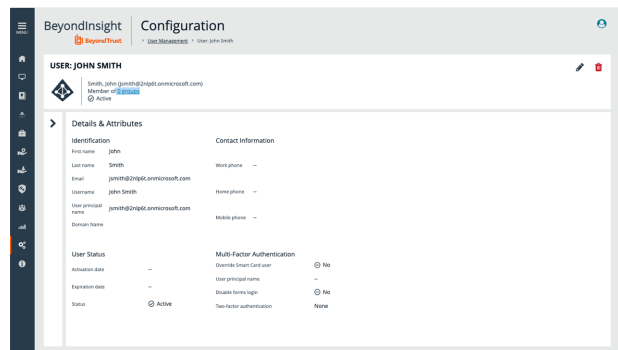 MENU
BeyondInsight
BeyondTrust
Configuration
> User Management > User: John Smith
USER: JOHN SMITH
Smith, John (jsmith@2nlp6t.onmicrosoft.com)
Member of 0 groups
Active
Details & Attributes
Identification
First name John
Last name Smith
Email jsmith@2nlp6t.onmicrosoft.com
Username John Smith
User principal name jsmith@2nlp6t.onmicrosoft.com
Domain Name
Contact Information
Work phone --
Home phone --
Mobile phone --
User Status
Activation date --
Expiration date --
Status Active
Multi-Factor Authentication
Override Smart Card user No
User principal name --
Disable forms login No
Two-factor authentication None